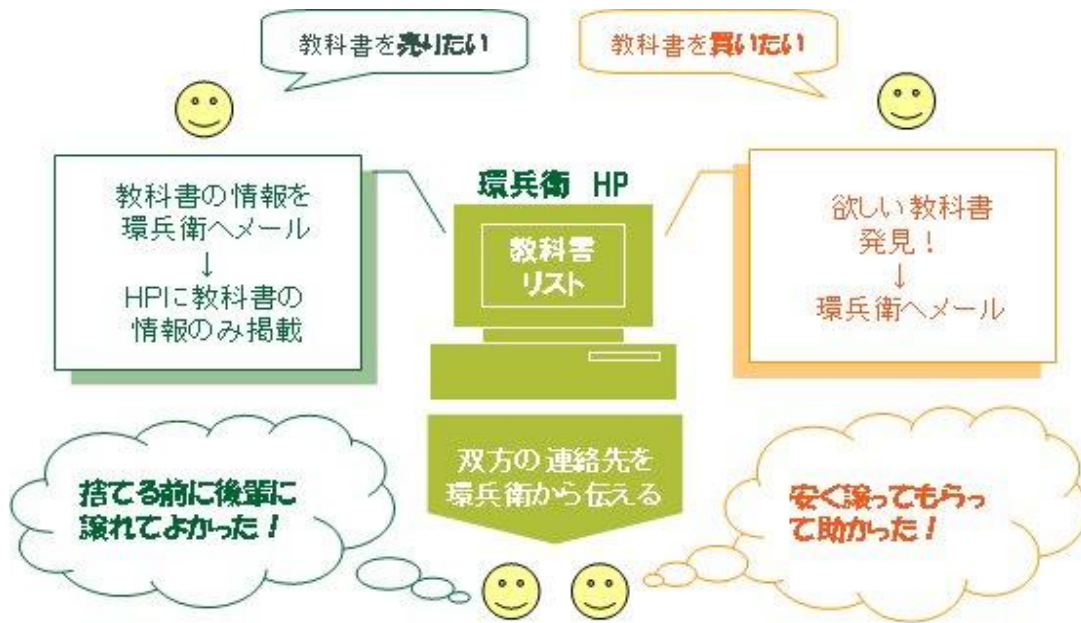 教科書を売りたい
教科書を買いたい
教科書の情報を
環兵衛へメール
↓
HPに教科書の
情報のみ掲載
環兵衛 HP
教科書
リスト
欲しい教科書
発見！
↓
環兵衛へメール
双方の連絡先を
環兵衛から伝える
捨てる前に後輩に
譲れてよかった！
安く譲ってもらっ
て助かった！